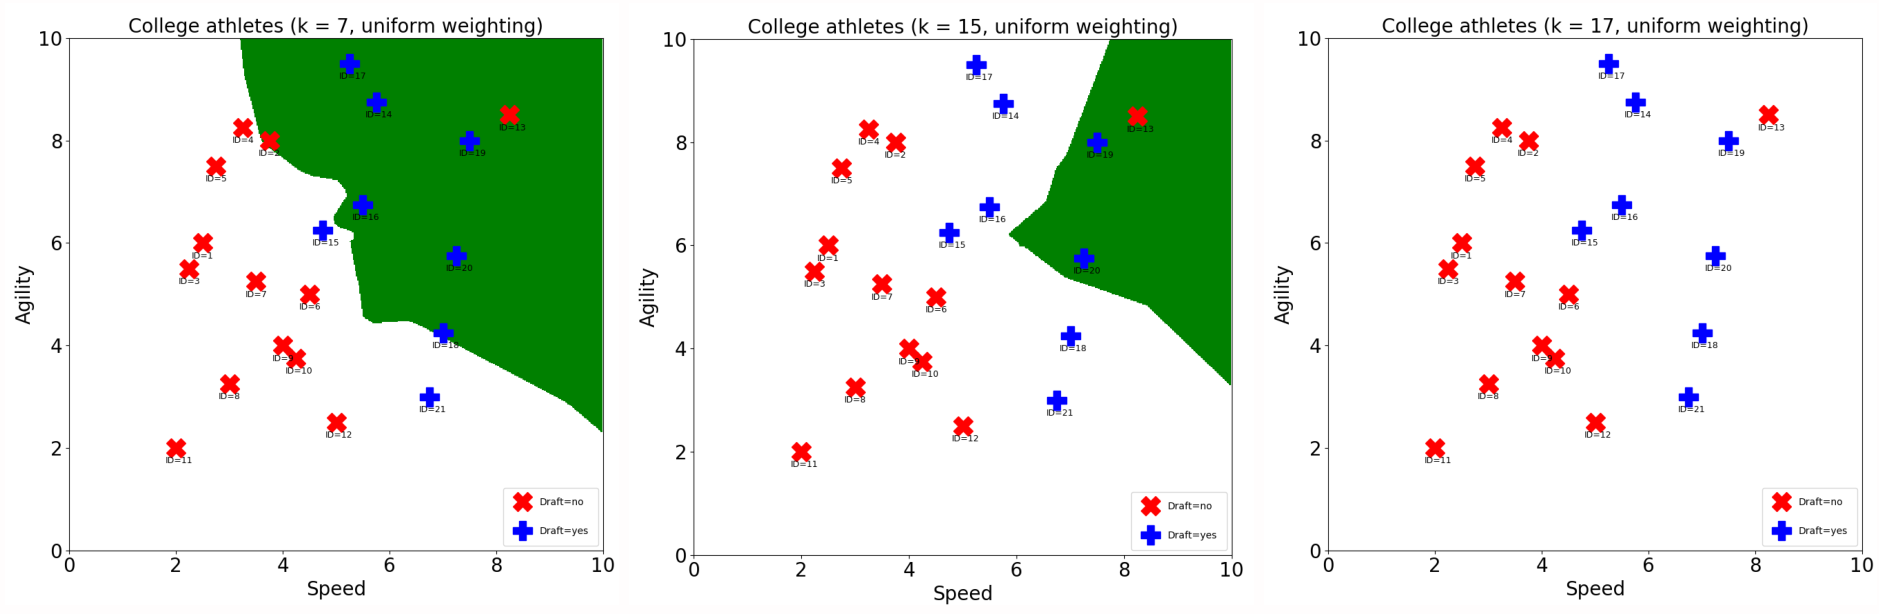 College athletes (k = 7, uniform weighting)
10
8
6
4
2
0
Agility
ID=17
ID=14
ID=13
ID=4
ID=2
ID=19
ID=5
ID=16
ID=15
ID=1
ID=20
ID=3
ID=7
ID=6
ID=18
ID=9
ID=10
ID=8
ID=21
ID=12
ID=11
Draft=no
Draft=yes
0 2 4 6 8 10
Speed
College athletes (k = 15, uniform weighting)
10
8
6
4
2
0
Agility
ID=17
ID=14
ID=13
ID=4
ID=2
ID=19
ID=5
ID=16
ID=15
ID=1
ID=20
ID=3
ID=7
ID=6
ID=18
ID=9
ID=10
ID=8
ID=21
ID=12
ID=11
Draft=no
Draft=yes
0 2 4 6 8 10
Speed
College athletes (k = 17, uniform weighting)
10
8
6
4
2
0
Agility
ID=17
ID=14
ID=13
ID=4
ID=2
ID=19
ID=5
ID=16
ID=15
ID=1
ID=20
ID=3
ID=7
ID=6
ID=18
ID=9
ID=10
ID=8
ID=21
ID=12
ID=11
Draft=no
Draft=yes
0 2 4 6 8 10
Speed